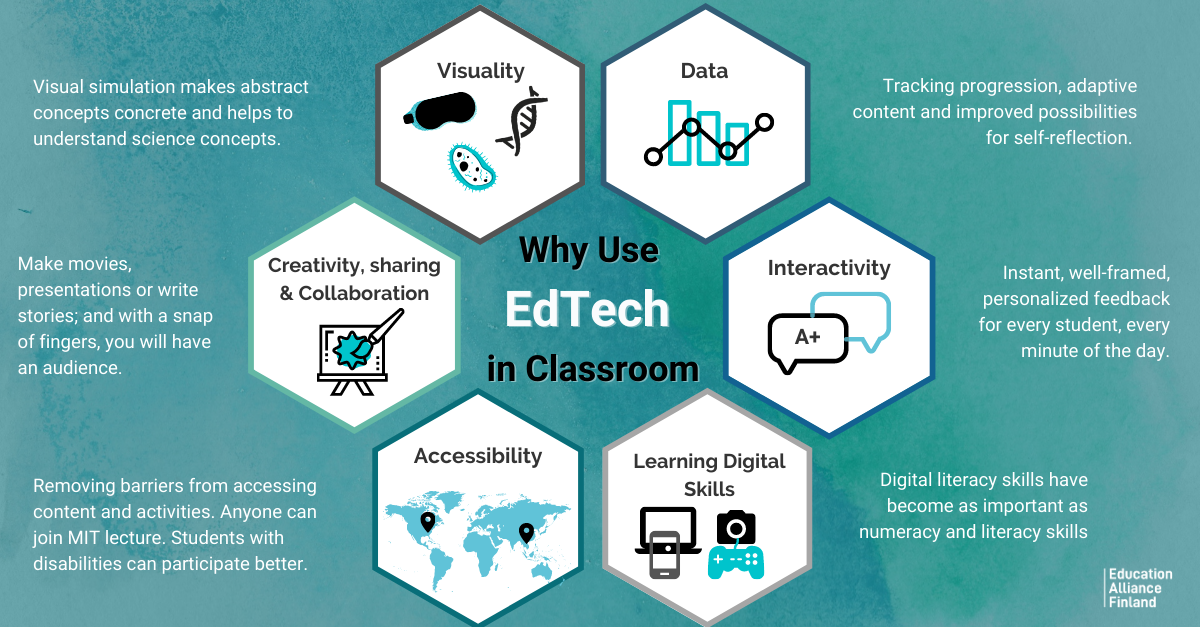 Why Use
EdTech
in Classroom
Visuality
Visual simulation makes abstract
concepts concrete and helps to
understand science concepts.
Data
Tracking progression, adaptive
content and improved possibilities
for self-reflection.
Creativity, sharing
& Collaboration
Make movies,
presentations or write
stories; and with a snap
of fingers, you will have
an audience.
Interactivity
A+
Instant, well-framed,
personalized feedback
for every student, every
minute of the day.
Accessibility
Removing barriers from accessing
content and activities. Anyone can
join MIT lecture. Students with
disabilities can participate better.
Learning Digital
Skills
Digital literacy skills have
become as important as
numeracy and literacy skills
Education
Alliance
Finland